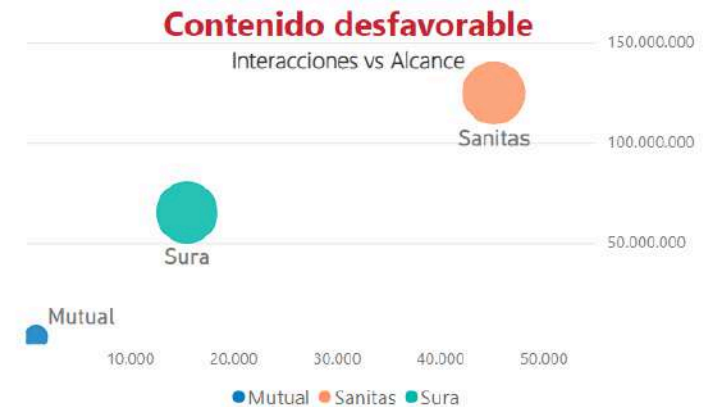 Contenido desfavorable
Interacciones vs Alcance
150.000.000
Sanitas
100.000.000
Sura
50.000.000
Mutual
10.000 20.000 30.000 40.000 50.000
Mutual Sanitas Sura